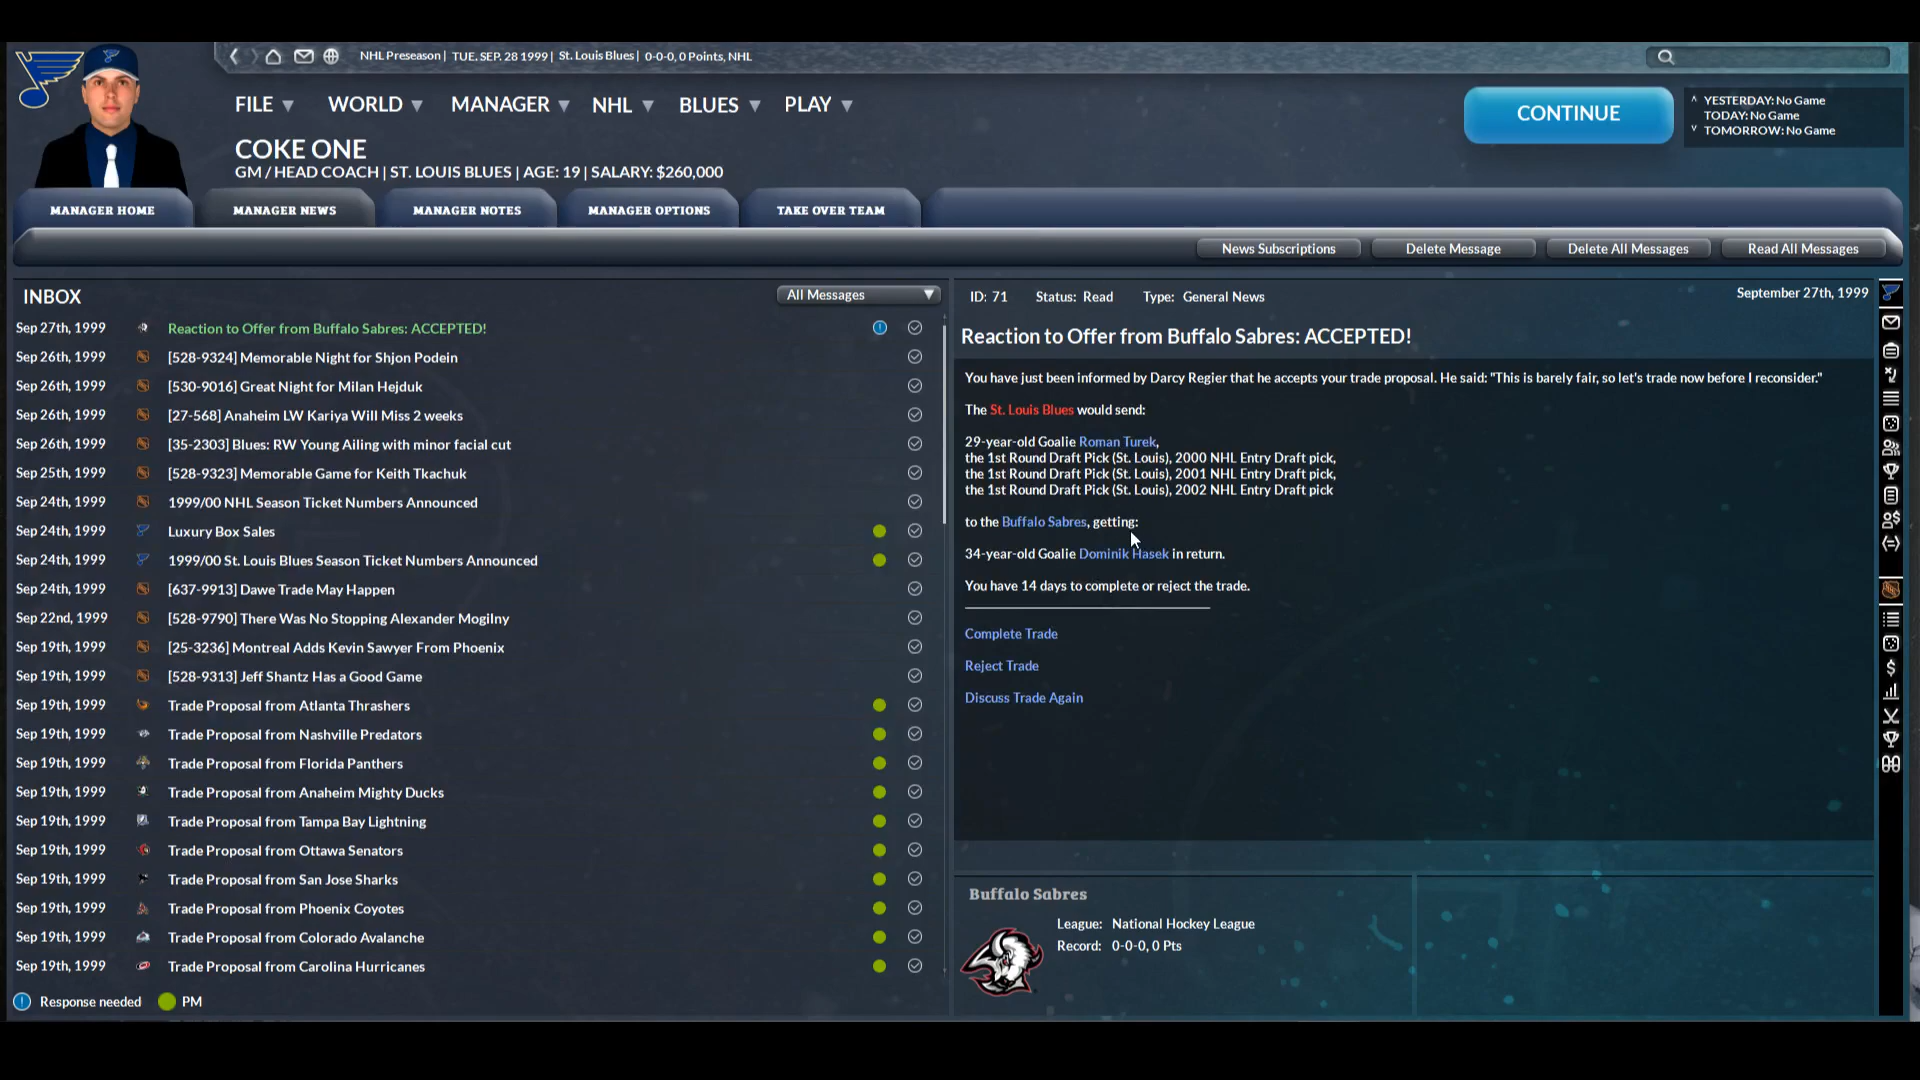 NHL Preseason | TUE. SEP. 28 1999 | St. Louis Blues | 0-0-0, 0 Points, NHL
FILE WORLD MANAGER NHL BLUES PLAY
CONTINUE
^ YESTERDAY: No Game
TODAY: No Game
v TOMORROW: No Game
COKE ONE
GM / HEAD COACH | ST. LOUIS BLUES | AGE: 19 | SALARY: $260,000
MANAGER HOME MANAGER NEWS MANAGER NOTES MANAGER OPTIONS TAKE OVER TEAM
News Subscriptions Delete Message Delete All Messages Read All Messages
INBOX All Messages
Sep 27th, 1999 Reaction to Offer from Buffalo Sabres: ACCEPTED!
Sep 26th, 1999 [528-9324] Memorable Night for Shjon Podein
Sep 26th, 1999 [530-9016] Great Night for Milan Hejduk
Sep 26th, 1999 [27-568] Anaheim LW Kariya Will Miss 2 weeks
Sep 26th, 1999 [35-2303] Blues: RW Young Ailing with minor facial cut
Sep 25th, 1999 [528-9323] Memorable Game for Keith Tkachuk
Sep 24th, 1999 1999/00 NHL Season Ticket Numbers Announced
Sep 24th, 1999 Luxury Box Sales
Sep 24th, 1999 1999/00 St. Louis Blues Season Ticket Numbers Announced
Sep 24th, 1999 [637-9913] Dawe Trade May Happen
Sep 22nd, 1999 [528-9790] There Was No Stopping Alexander Mogilny
Sep 19th, 1999 [25-3236] Montreal Adds Kevin Sawyer From Phoenix
Sep 19th, 1999 [528-9313] Jeff Shantz Has a Good Game
Sep 19th, 1999 Trade Proposal from Atlanta Thrashers
Sep 19th, 1999 Trade Proposal from Nashville Predators
Sep 19th, 1999 Trade Proposal from Florida Panthers
Sep 19th, 1999 Trade Proposal from Anaheim Mighty Ducks
Sep 19th, 1999 Trade Proposal from Tampa Bay Lightning
Sep 19th, 1999 Trade Proposal from Ottawa Senators
Sep 19th, 1999 Trade Proposal from San Jose Sharks
Sep 19th, 1999 Trade Proposal from Phoenix Coyotes
Sep 19th, 1999 Trade Proposal from Colorado Avalanche
Sep 19th, 1999 Trade Proposal from Carolina Hurricanes
Response needed PM
ID: 71 Status: Read Type: General News September 27th, 1999
Reaction to Offer from Buffalo Sabres: ACCEPTED!
You have just been informed by Darcy Regier that he accepts your trade proposal. He said: "This is barely fair, so let's trade now before I reconsider."
The St. Louis Blues would send:
29-year-old Goalie Roman Turek,
the 1st Round Draft Pick (St. Louis), 2000 NHL Entry Draft pick,
the 1st Round Draft Pick (St. Louis), 2001 NHL Entry Draft pick,
the 1st Round Draft Pick (St. Louis), 2002 NHL Entry Draft pick
to the Buffalo Sabres, getting:
34-year-old Goalie Dominik Hasek in return.
You have 14 days to complete or reject the trade.
Complete Trade
Reject Trade
Discuss Trade Again
Buffalo Sabres
League: National Hockey League
Record: 0-0-0, 0 Pts